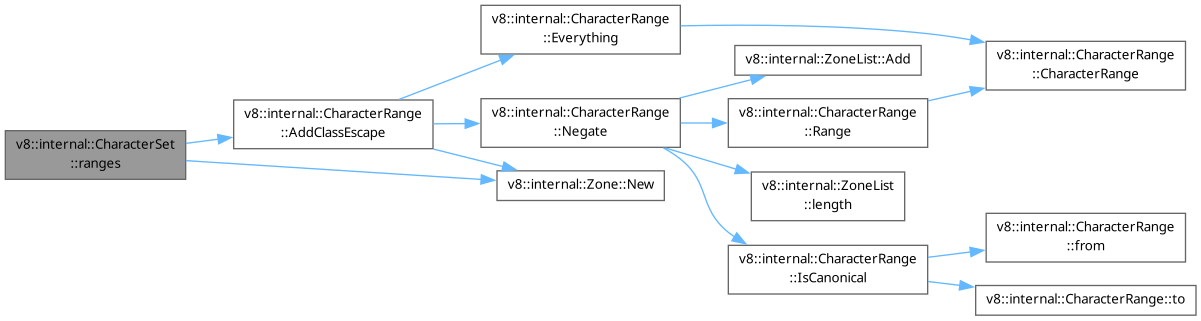 v8::internal::CharacterSet
::ranges
v8::internal::CharacterRange
::AddClassEscape
v8::internal::CharacterRange
::Everything
v8::internal::CharacterRange
::Negate
v8::internal::Zone::New
v8::internal::ZoneList::Add
v8::internal::CharacterRange
::Range
v8::internal::ZoneList
::length
v8::internal::CharacterRange
::IsCanonical
v8::internal::CharacterRange
::CharacterRange
v8::internal::CharacterRange
::from
v8::internal::CharacterRange::to